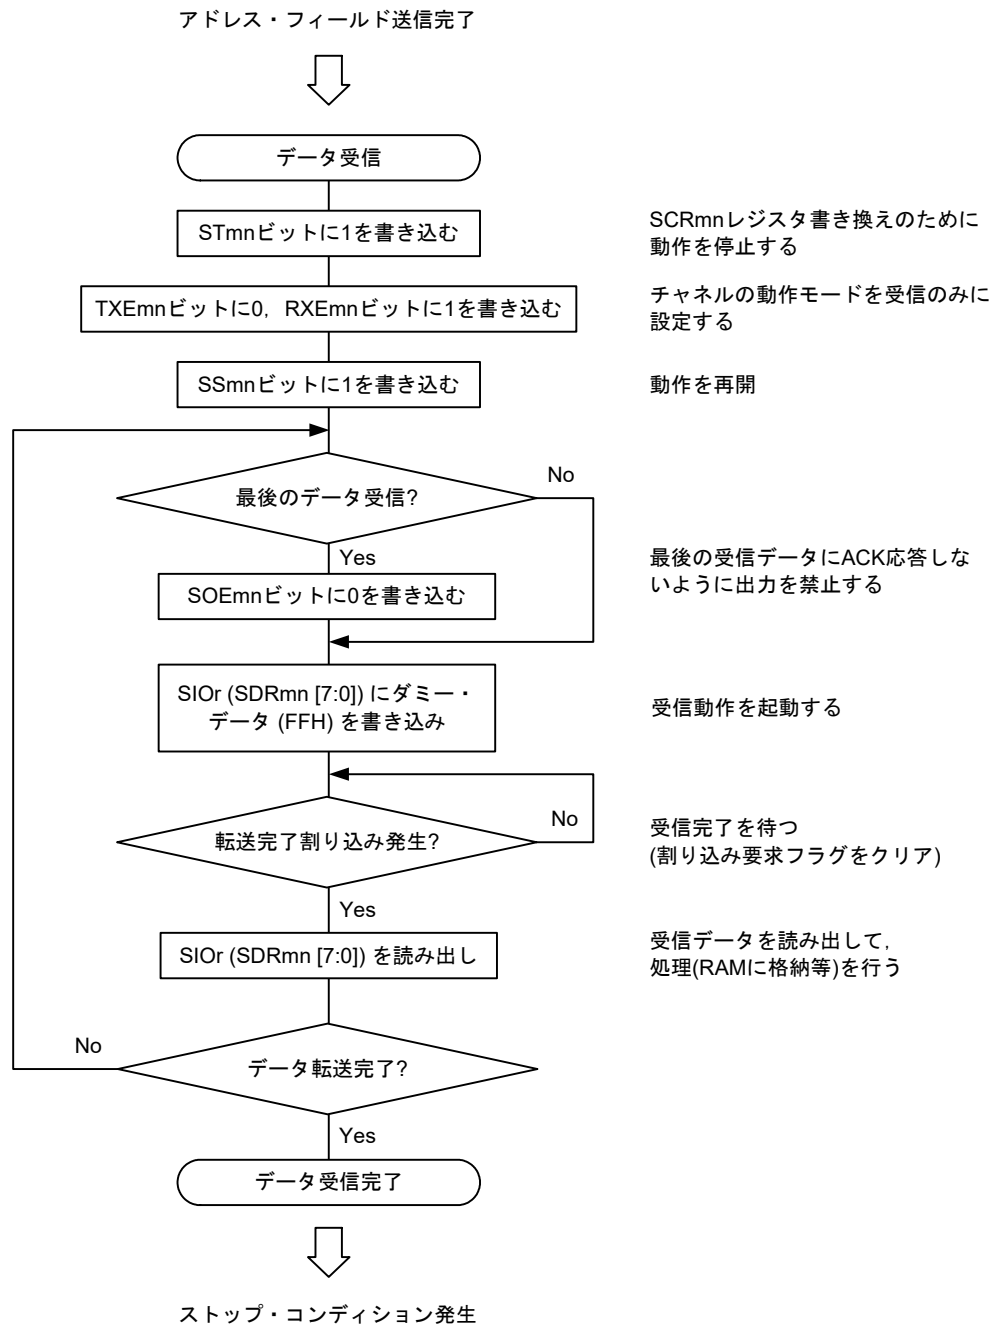 アドレス・フィールド送信完了
データ受信
STmnビットに1を書き込む
SCRmnレジスタ書き換えのために
動作を停止する
TXEmnビットに0, RXEmnビットに1を書き込む
チャネルの動作モードを受信のみに
設定する
SSmnビットに1を書き込む
動作を再開
最後のデータ受信?
No
Yes
SOEmnビットに0を書き込む
最後の受信データにACK応答しな
いように出力を禁止する
SIOr (SDRmn [7:0]) にダミー・
データ (FFH) を書き込み
受信動作を起動する
転送完了割り込み発生?
No
受信完了を待つ
(割り込み要求フラグをクリア)
Yes
SIOr (SDRmn [7:0]) を読み出し
受信データを読み出して,
処理(RAMに格納等)を行う
No
データ転送完了?
Yes
データ受信完了
ストップ・コンディション発生